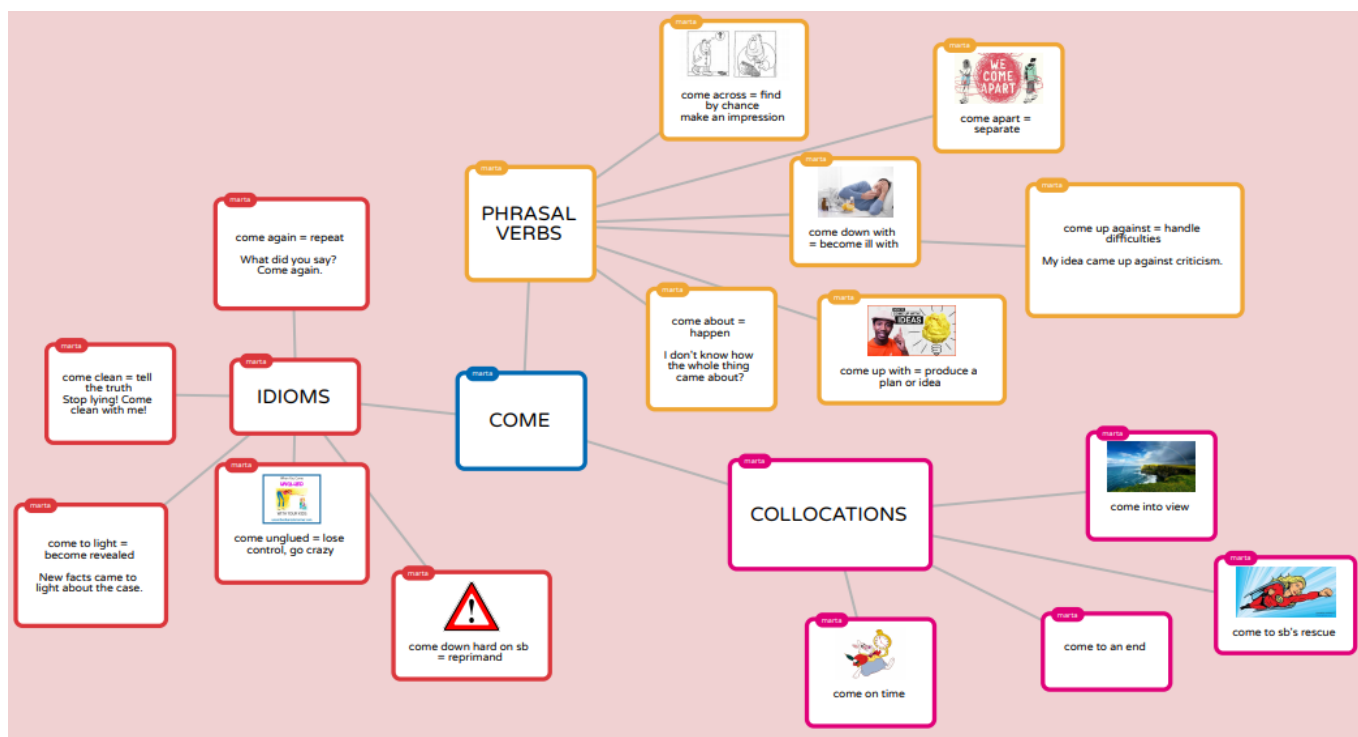 marta
come across = find
by chance
make an impression
marta
WE
COME
APART
come apart =
separate
marta
PHRASAL
VERBS
marta
come down with
= become ill with
marta
come up against = handle
difficulties
My idea came up against criticism.
marta
come about =
happen
I don't know how
the whole thing
came about?
marta
IDEAS
come up with = produce a
plan or idea
marta
COME
marta
IDIOMS
marta
come again = repeat
What did you say?
Come again.
marta
come clean = tell
the truth
Stop lying! Come
clean with me!
marta
come to light =
become revealed
New facts came to
light about the case.
marta
UNGLUED
WITH YOUR KIDS
come unglued = lose
control, go crazy
marta
!
come down hard on sb
= reprimand
marta
COLLOCATIONS
marta
come into view
marta
come to sb's rescue
marta
come to an end
marta
come on time